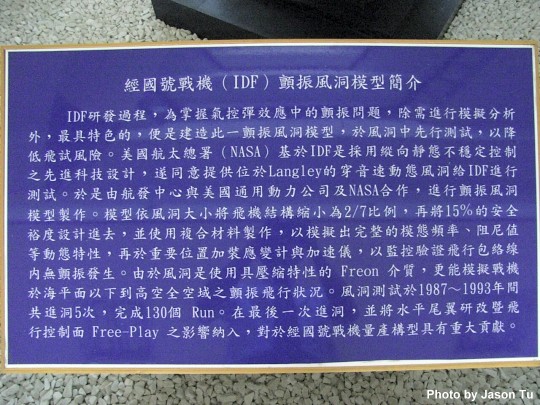 經國號戰機（IDF）顫振風洞模型簡介
IDF研發過程，為掌握氣控彈效應中的顫振問題，除需進行模擬分析
外，最具特色的，便是建造此一顫振風洞模型，於風洞中先行測試，以降
低飛試風險。美國航太總署（NASA）基於IDF是採用縱向靜態不穩定控制
之先進科技設計，遂同意提供位於Langley的穿音速動態風洞給IDF進行
測試。於是由航發中心與美國通用動力公司及NASA合作，進行顫振風洞
模型製作。模型依風洞大小將飛機結構縮小為2/7比例，再將15%的安全
裕度設計進去，並使用複合材料製作，以模擬出完整的模態頻率、阻尼值
等動態特性，再於重要位置加裝應變計與加速儀，以監控驗證飛行包絡線
內無顫振發生。由於風洞是使用具壓縮特性的 Freon 介質，更能模擬戰機
於海平面以下到高空全空域之顫振飛行狀況。風洞測試於1987～1993年間
共進洞5次，完成130個 Run。在最後一次進洞，並將水平尾翼研改暨飛
行控制面 Free-Play 之影響納入，對於經國號戰機量產構型具有重大貢獻。
Photo by Jason Tu